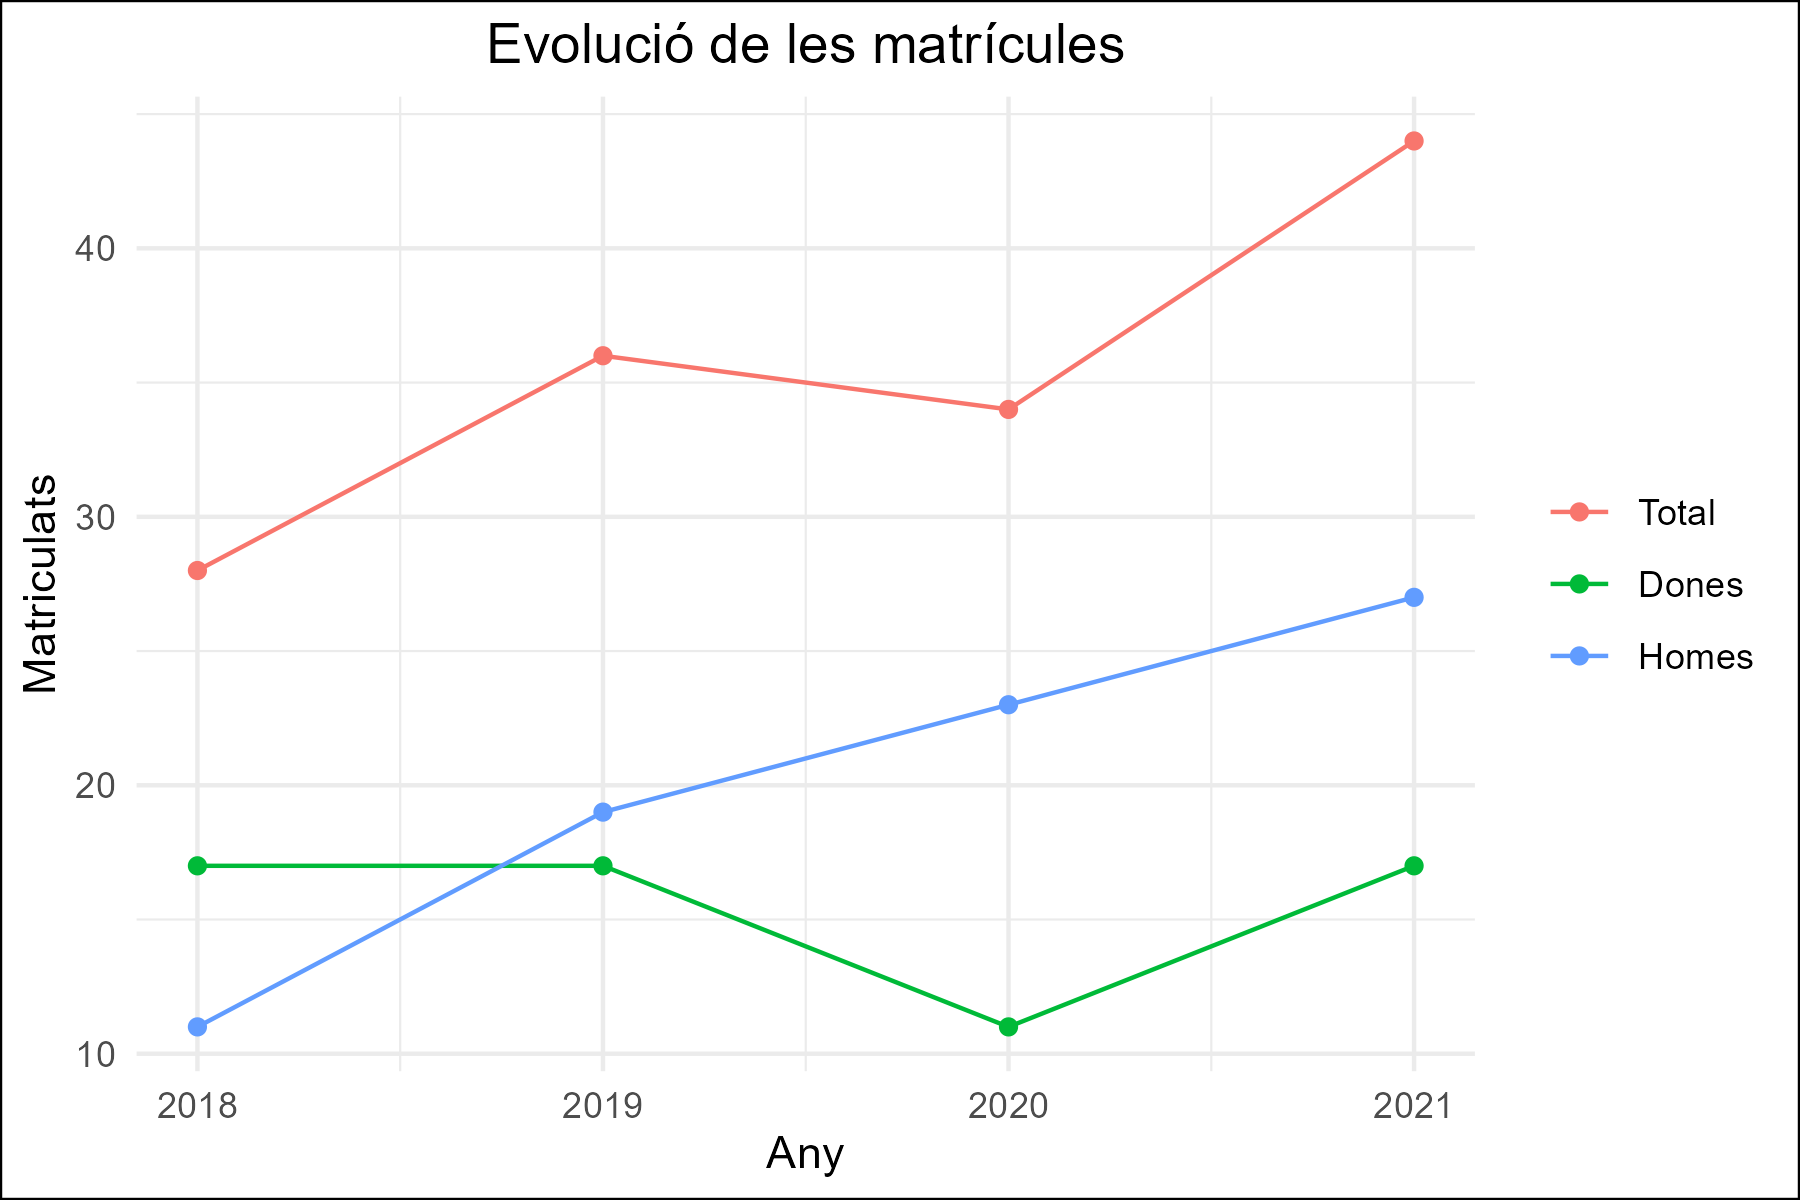 Evolució de les matrícules
Matriculats
40
30
20
10
2018 2019 2020 2021
Any
Total
Dones
Homes